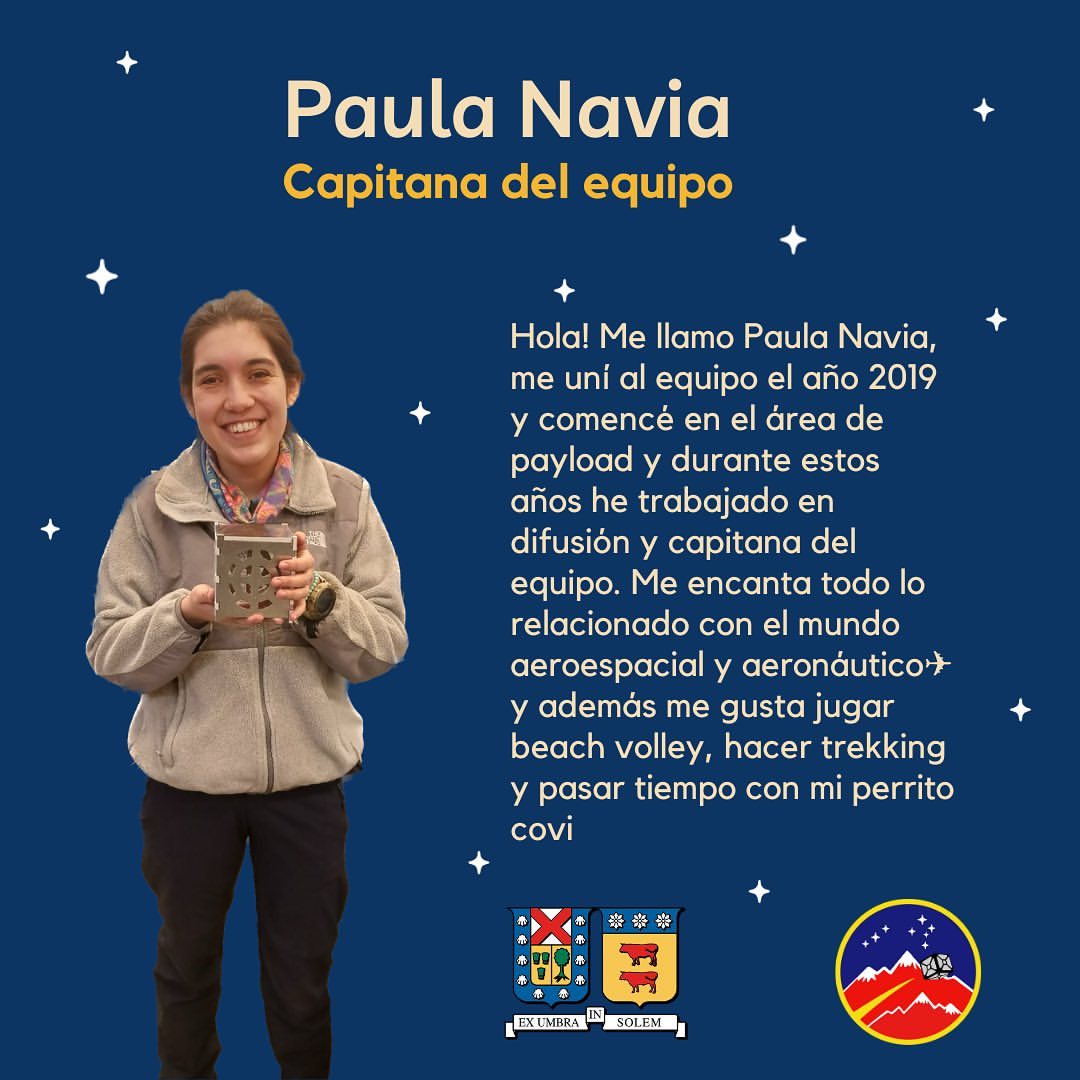 Paula Navia
Capitana del equipo
Hola! Me llamo Paula Navia,
me uní al equipo el año 2019
y comencé en el área de
payload y durante estos
años he trabajado en
difusión y capitana del
equipo. Me encanta todo lo
relacionado con el mundo
aeroespacial y aeronáutico✈
y además me gusta jugar
beach volley, hacer trekking
y pasar tiempo con mi perrito
covi
EX UMBRA IN SOLEM